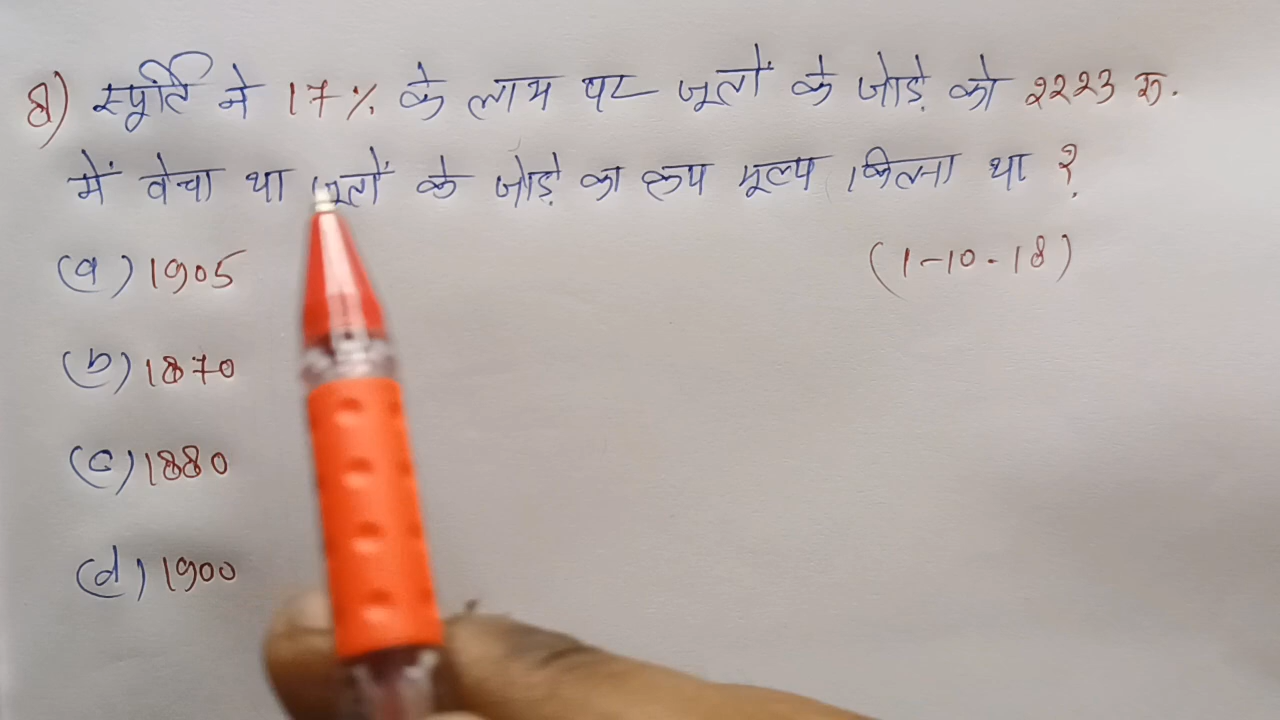 8) स्फूर्ति ने 17% के लाभ पर जूतों के जोड़े को 2223 रु.
में बेचा था जूतों के जोड़े का क्रय मूल्य कितना था ?
(1-10-18)
(a) 1905
(b) 1870
(c) 1880
(d) 1900